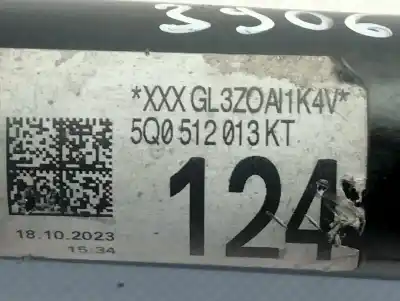 3906
*XXX GL3ZOAI1K4V*
5Q0 512 013 KT
124
18.10.2023
15:34